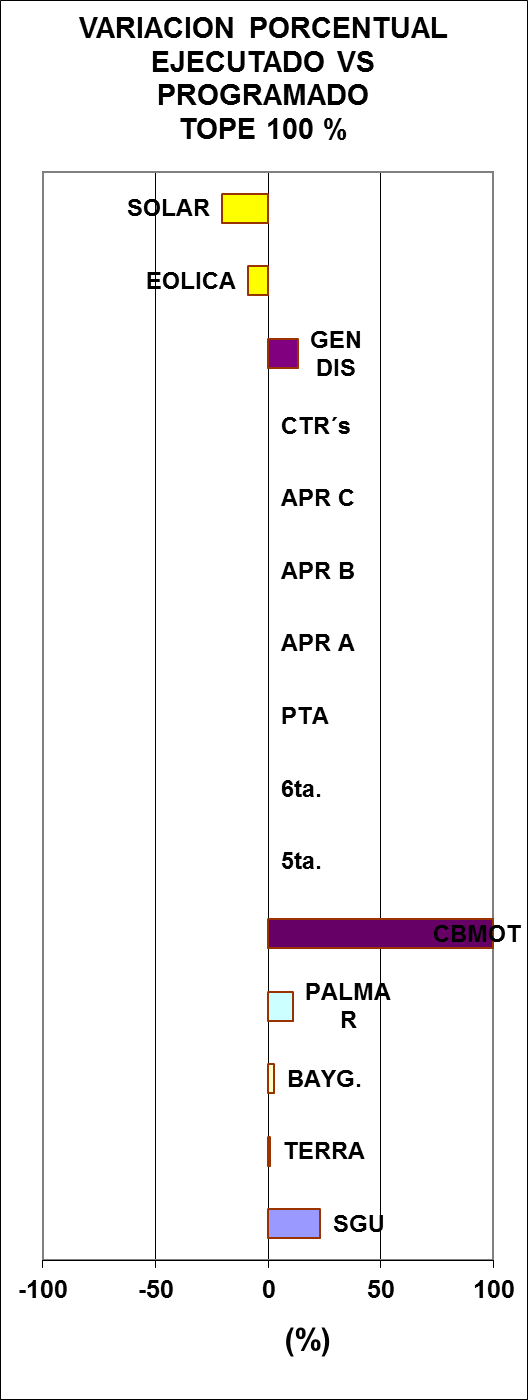 VARIACION PORCENTUAL
EJECUTADO VS
PROGRAMADO
TOPE 100 %
SOLAR
EOLICA
GEN
DIS
CTR´s
APR C
APR B
APR A
PTA
6ta.
5ta.
CBMOT
PALMA
R
BAYG.
TERRA
SGU
-100 -50 0 50 100
(%)